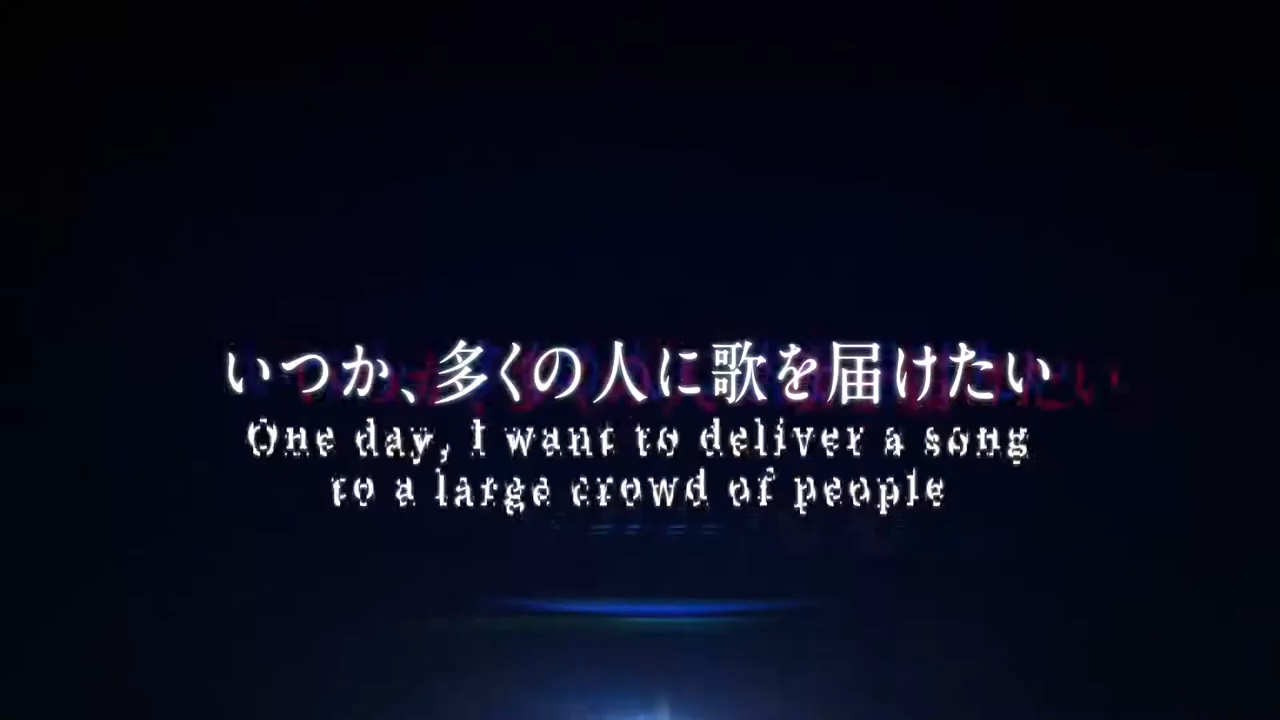 いつか、多くの人に歌を届けたい
One day, I want to deliver a song
to a large crowd of people